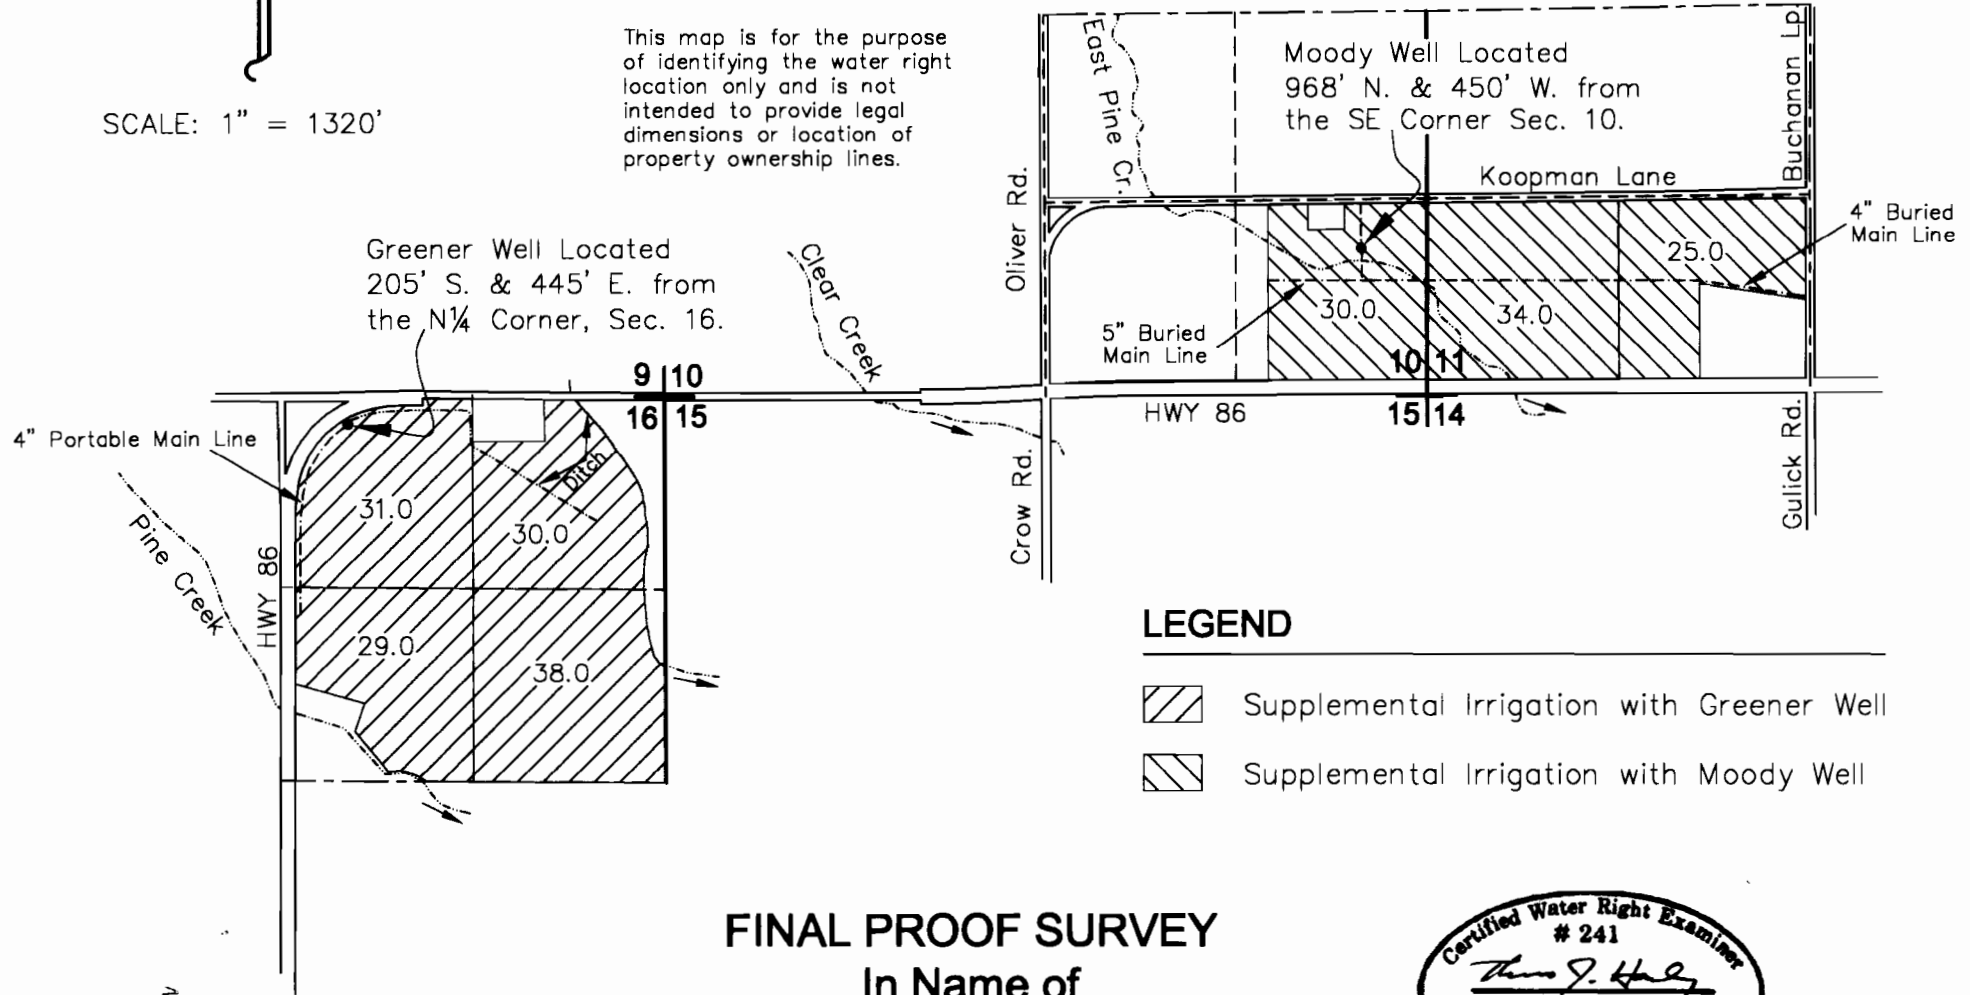 SCALE: 1" = 1320'
This map is for the purpose
of identifying the water right
location only and is not
intended to provide legal
dimensions or location of
property ownership lines.
East Pine Cr.
Moody Well Located
968' N. & 450' W. from
the SE Corner Sec. 10.
Buchanan Lp
Koopman Lane
Oliver Rd.
4" Buried
Main Line
25.0
30.0
34.0
5" Buried
Main Line
10 11
15 14
HWY 86
Crow Rd.
Gulick Rd.
Clear Creek
Greener Well Located
205' S. & 445' E. from
the N¼ Corner, Sec. 16.
9 10
16 15
4" Portable Main Line
Ditch
31.0
30.0
29.0
38.0
Pine Creek
HWY 86
LEGEND
Supplemental Irrigation with Greener Well
Supplemental Irrigation with Moody Well
FINAL PROOF SURVEY
In Name of
Certified Water Right Examiner
# 241